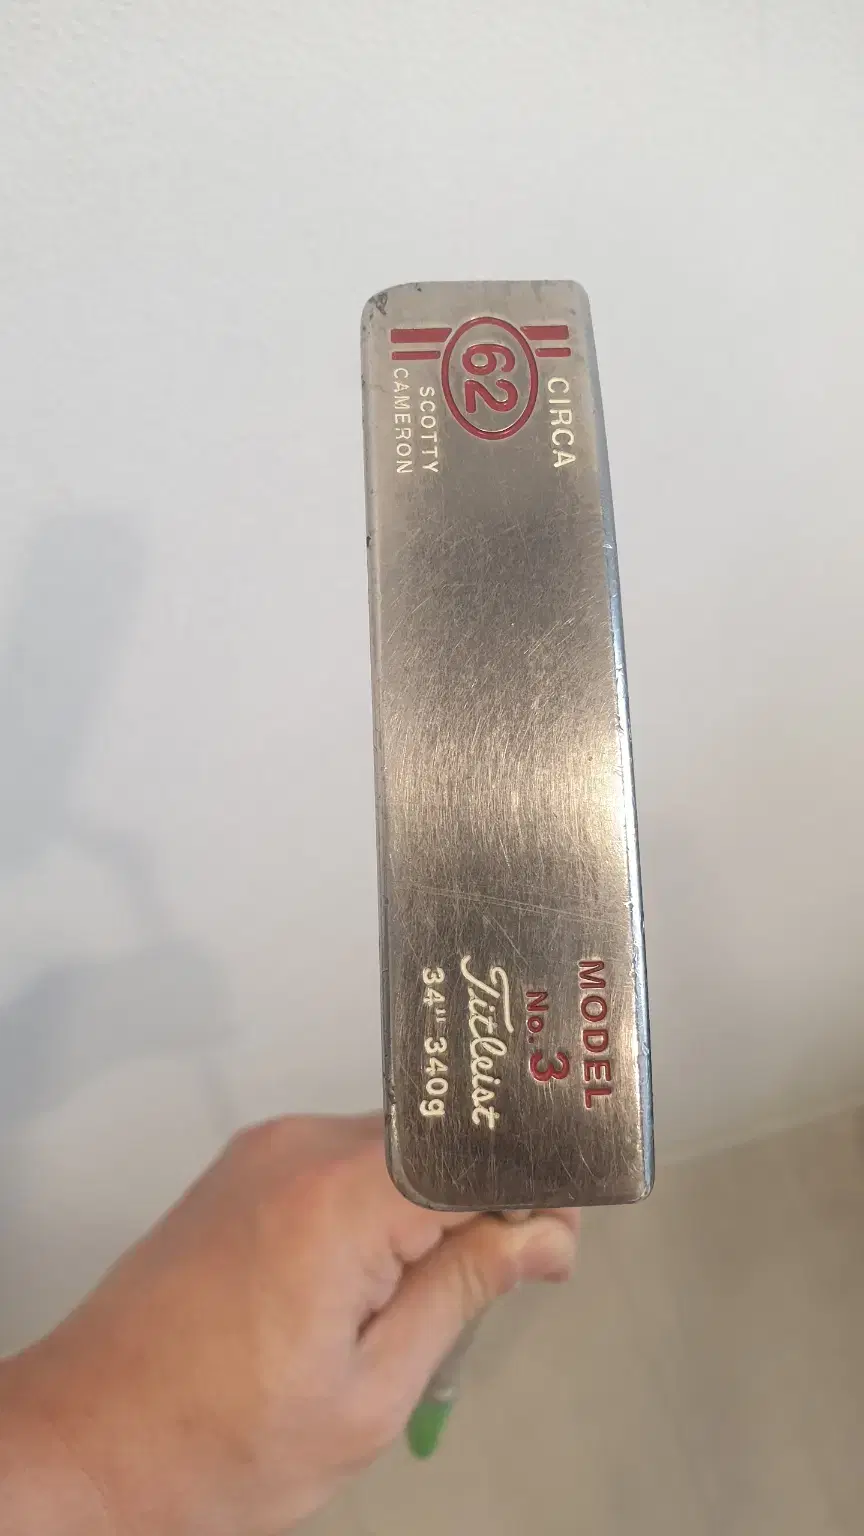 CIRCA
62
SCOTTY
CAMERON
MODEL
No. 3
Titleist
34" 340g